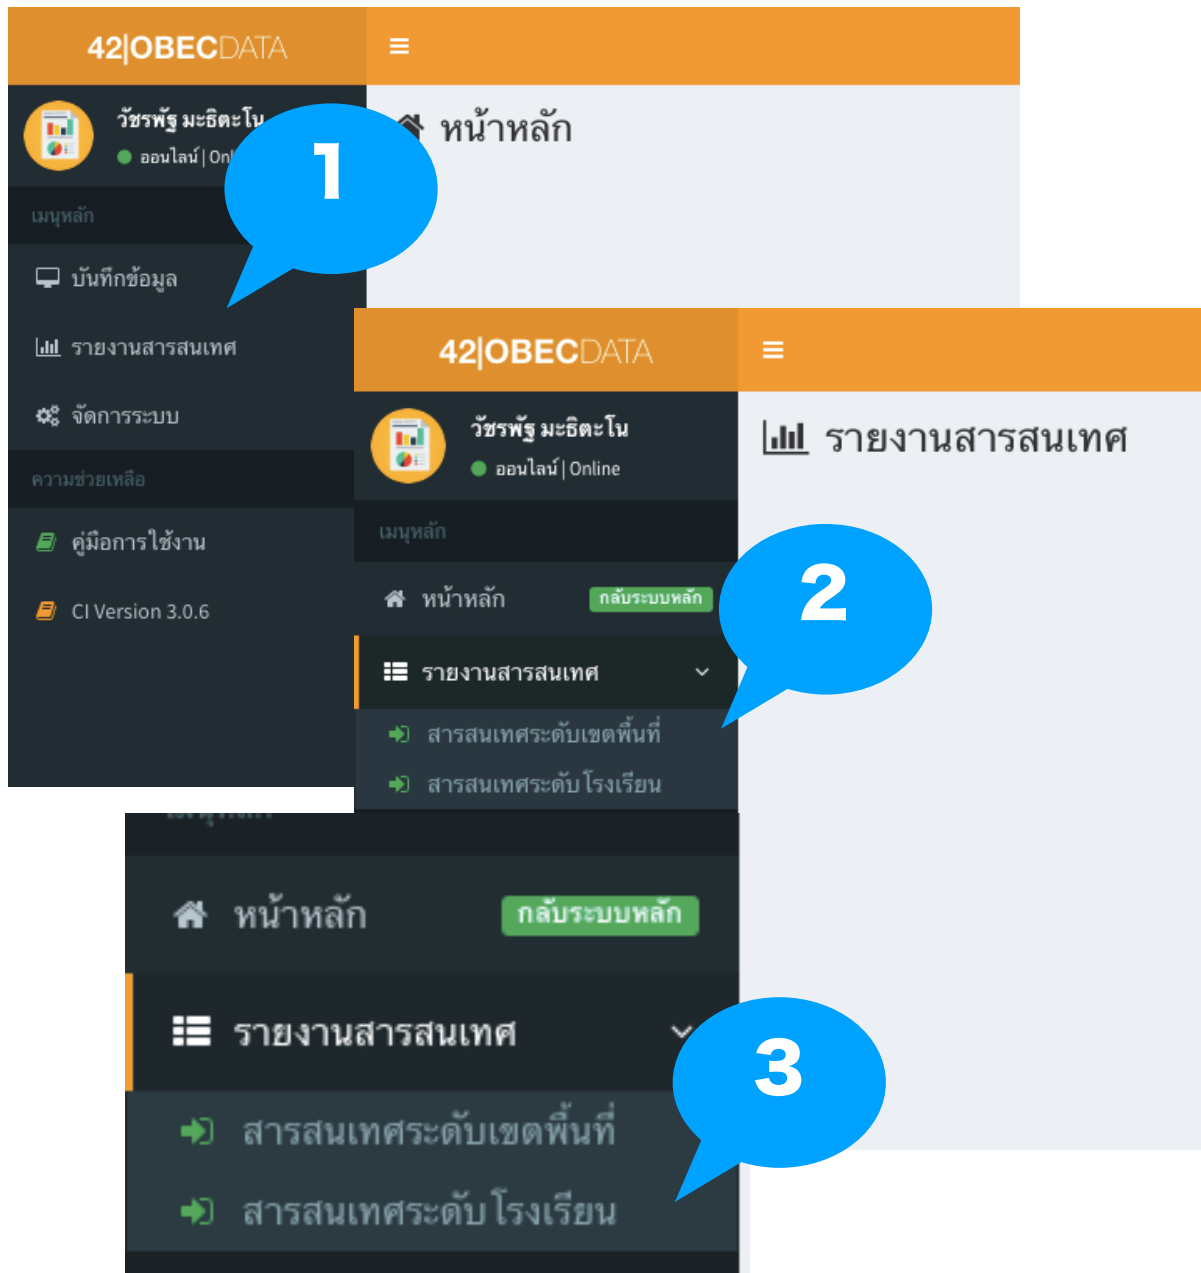 42|OBECDATA
วัชรพัฐ มะธิตะโน
ออนไลน์ |
หน้าหลัก
1
เมนูหลัก
บันทึกข้อมูล
รายงานสารสนเทศ
จัดการระบบ
ความช่วยเหลือ
คู่มือการใช้งาน
CI Version 3.0.6
42|OBECDATA
วัชรพัฐ มะธิตะโน
ออนไลน์ | Online
รายงานสารสนเทศ
เมนูหลัก
2
หน้าหลัก
กลับระบบหลัก
รายงานสารสนเทศ
สารสนเทศระดับเขตพื้นที่
สารสนเทศระดับโรงเรียน
หน้าหลัก
กลับระบบหลัก
รายงานสารสนเทศ
3
สารสนเทศระดับเขตพื้นที่
สารสนเทศระดับโรงเรียน